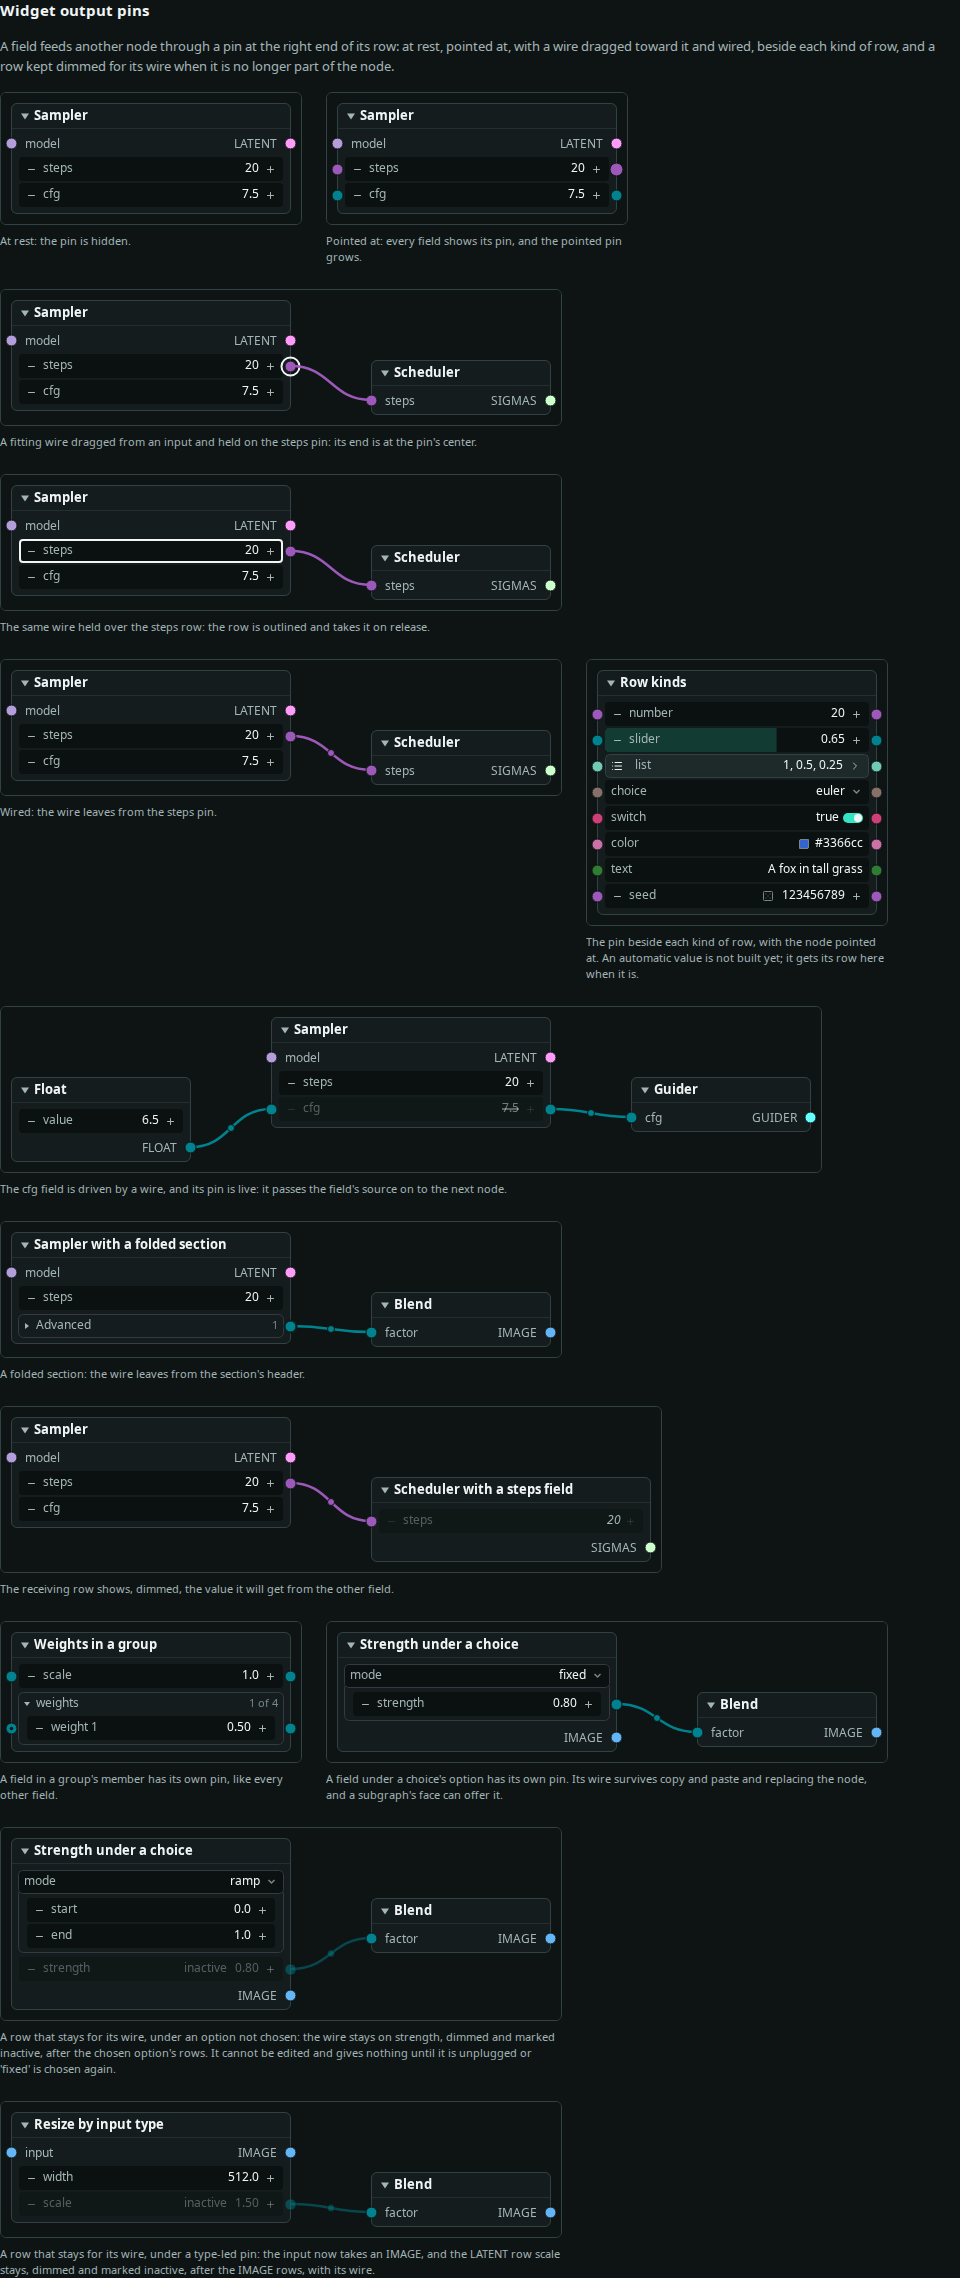 Widget output pins
A field feeds another node through a pin at the right end of its row: at rest, pointed at, with a wire dragged toward it and wired, beside each kind of row, and a
row kept dimmed for its wire when it is no longer part of the node.
Sampler
model LATENT
– steps 20 +
– cfg 7.5 +
At rest: the pin is hidden.
Sampler
model LATENT
– steps 20 +
– cfg 7.5 +
Pointed at: every field shows its pin, and the pointed pin
grows.
Sampler
model LATENT
– steps 20 +
– cfg 7.5 +
Scheduler
steps SIGMAS
A fitting wire dragged from an input and held on the steps pin: its end is at the pin's center.
Sampler
model LATENT
– steps 20 +
– cfg 7.5 +
Scheduler
steps SIGMAS
The same wire held over the steps row: the row is outlined and takes it on release.
Sampler
model LATENT
– steps 20 +
– cfg 7.5 +
Scheduler
steps SIGMAS
Wired: the wire leaves from the steps pin.
Row kinds
– number 20 +
– slider 0.65 +
list 1, 0.5, 0.25
choice euler
switch true
color #3366cc
text A fox in tall grass
– seed 123456789 +
The pin beside each kind of row, with the node pointed
at. An automatic value is not built yet; it gets its row here
when it is.
Float
– value 6.5 +
FLOAT
Sampler
model LATENT
– steps 20 +
– cfg 7.5 +
Guider
cfg GUIDER
The cfg field is driven by a wire, and its pin is live: it passes the field's source on to the next node.
Sampler with a folded section
model LATENT
– steps 20 +
Advanced 1
Blend
factor IMAGE
A folded section: the wire leaves from the section's header.
Sampler
model LATENT
– steps 20 +
– cfg 7.5 +
Scheduler with a steps field
– steps 20 +
SIGMAS
The receiving row shows, dimmed, the value it will get from the other field.
Weights in a group
– scale 1.0 +
weights 1 of 4
– weight 1 0.50 +
A field in a group's member has its own pin, like every
other field.
Strength under a choice
mode fixed
– strength 0.80 +
IMAGE
Blend
factor IMAGE
A field under a choice's option has its own pin. Its wire survives copy and paste and replacing the node,
and a subgraph's face can offer it.
Strength under a choice
mode ramp
– start 0.0 +
– end 1.0 +
– strength inactive 0.80 +
IMAGE
Blend
factor IMAGE
A row that stays for its wire, under an option not chosen: the wire stays on strength, dimmed and marked
inactive, after the chosen option's rows. It cannot be edited and gives nothing until it is unplugged or
'fixed' is chosen again.
Resize by input type
input IMAGE
– width 512.0 +
– scale inactive 1.50 +
Blend
factor IMAGE
A row that stays for its wire, under a type-led pin: the input now takes an IMAGE, and the LATENT row scale
stays, dimmed and marked inactive, after the IMAGE rows, with its wire.